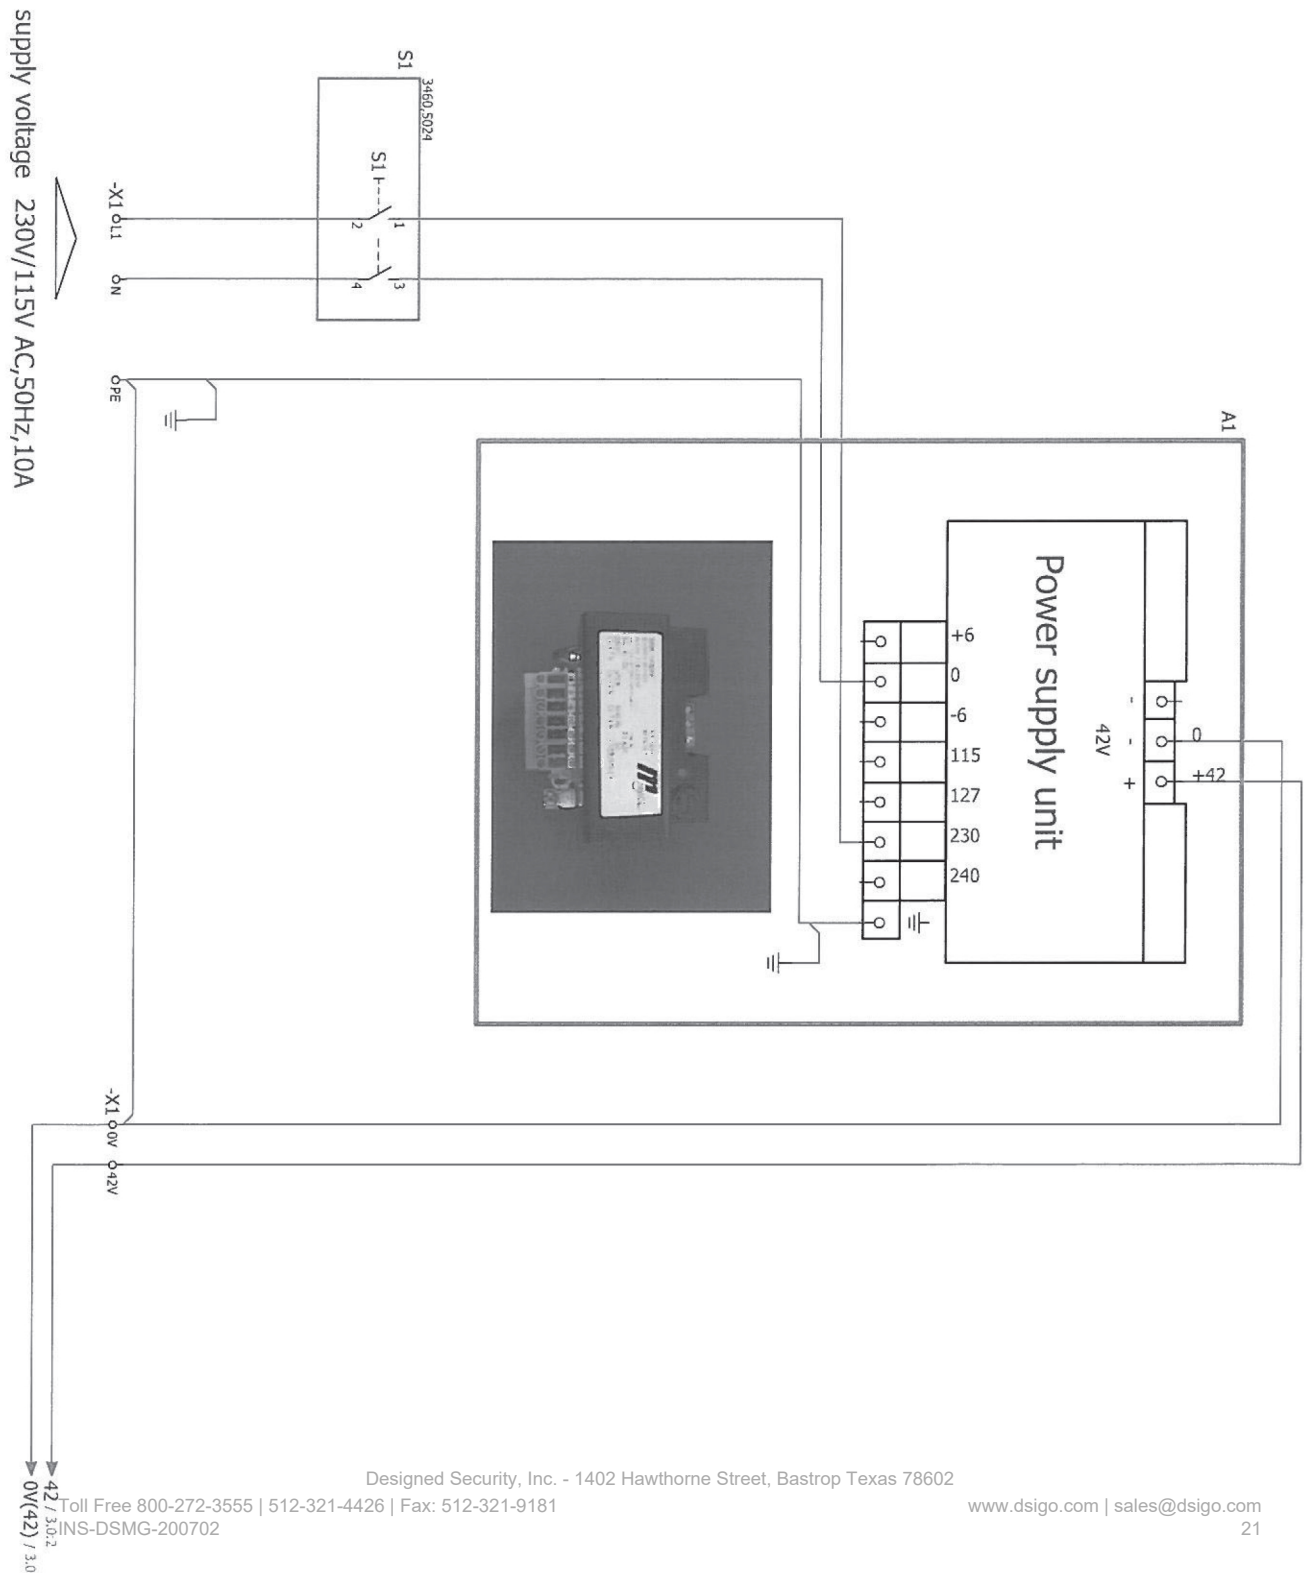 supply voltage 230V/115V AC,50Hz,10A
S1
3460,5024
S1
1
2
3
4
-X1
L1
N
PE
A1
Power supply unit
42V
-
-
+
0
+42
+6
0
-6
115
127
230
240
-X1
0V
42V
42 / 3.0:2
0V(42) / 3.0
Designed Security, Inc. - 1402 Hawthorne Street, Bastrop Texas 78602
Toll Free 800-272-3555 | 512-321-4426 | Fax: 512-321-9181
www.dsigo.com | sales@dsigo.com
INS-DSMG-200702
21